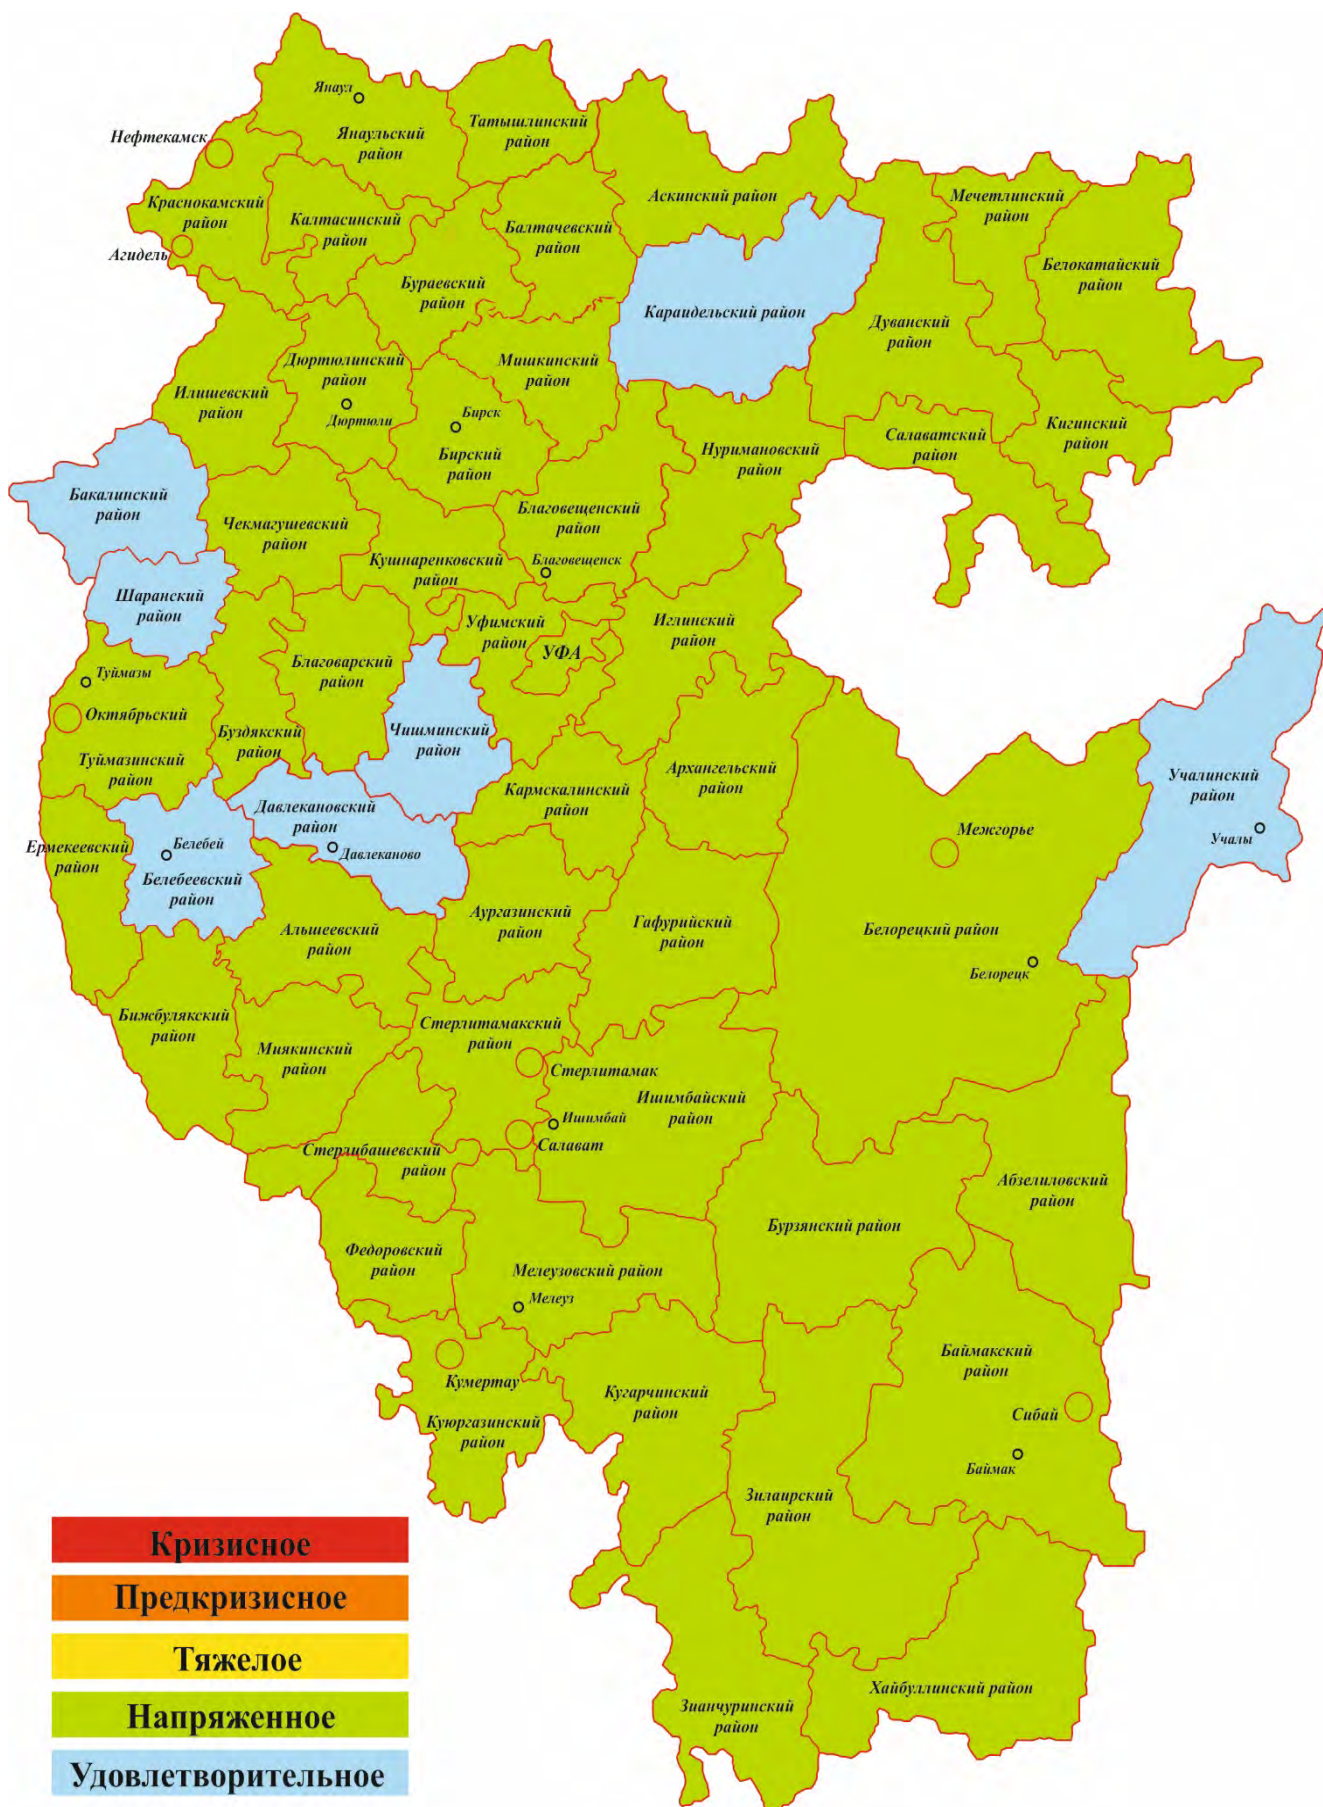 Янаул
Янаульский
район
Татышлинский
район
Нефтекамск
Краснокамский
район
Агидель
Калтасинский
район
Балтачевский
район
Аскинский район
Мечетлинский
район
Белокатайский
район
Бураевский
район
Караидельский район
Дуванский
район
Дюртюлинский
район
Дюртюли
Мишкинский
район
Илишевский
район
Бирск
Бирский
район
Нуримановский
район
Салаватский
район
Кигинский
район
Бакалинский
район
Чекмагушевский
район
Благовещенский
район
Благовещенск
Кушнаренковский
район
Шаранский
район
Уфимский
район
УФА
Иглинский
район
Туймазы
Октябрьский
Туймазинский
район
Благоварский
район
Буздякский
район
Чишминский
район
Архангельский
район
Учалинский
район
Учалы
Кармскалинский
район
Давлекановский
район
Давлеканово
Межгорье
Ермекеевский
район
Белебей
Белебеевский
район
Альшеевский
район
Аургазинский
район
Гафурийский
район
Белорецкий район
Белорецк
Бижбулякский
район
Миякинский
район
Стерлитамакский
район
Стерлитамак
Ишимбайский
район
Ишимбай
Салават
Стерлибашевский
район
Абзелиловский
район
Бурзянский район
Федоровский
район
Мелеузовский район
Мелеуз
Баймакский
район
Кумертау
Куюргазинский
район
Кугарчинский
район
Сибай
Баймак
Зилаирский
район
Зианчуринский
район
Хайбуллинский район
Кризисное
Предкризисное
Тяжелое
Напряженное
Удовлетворительное